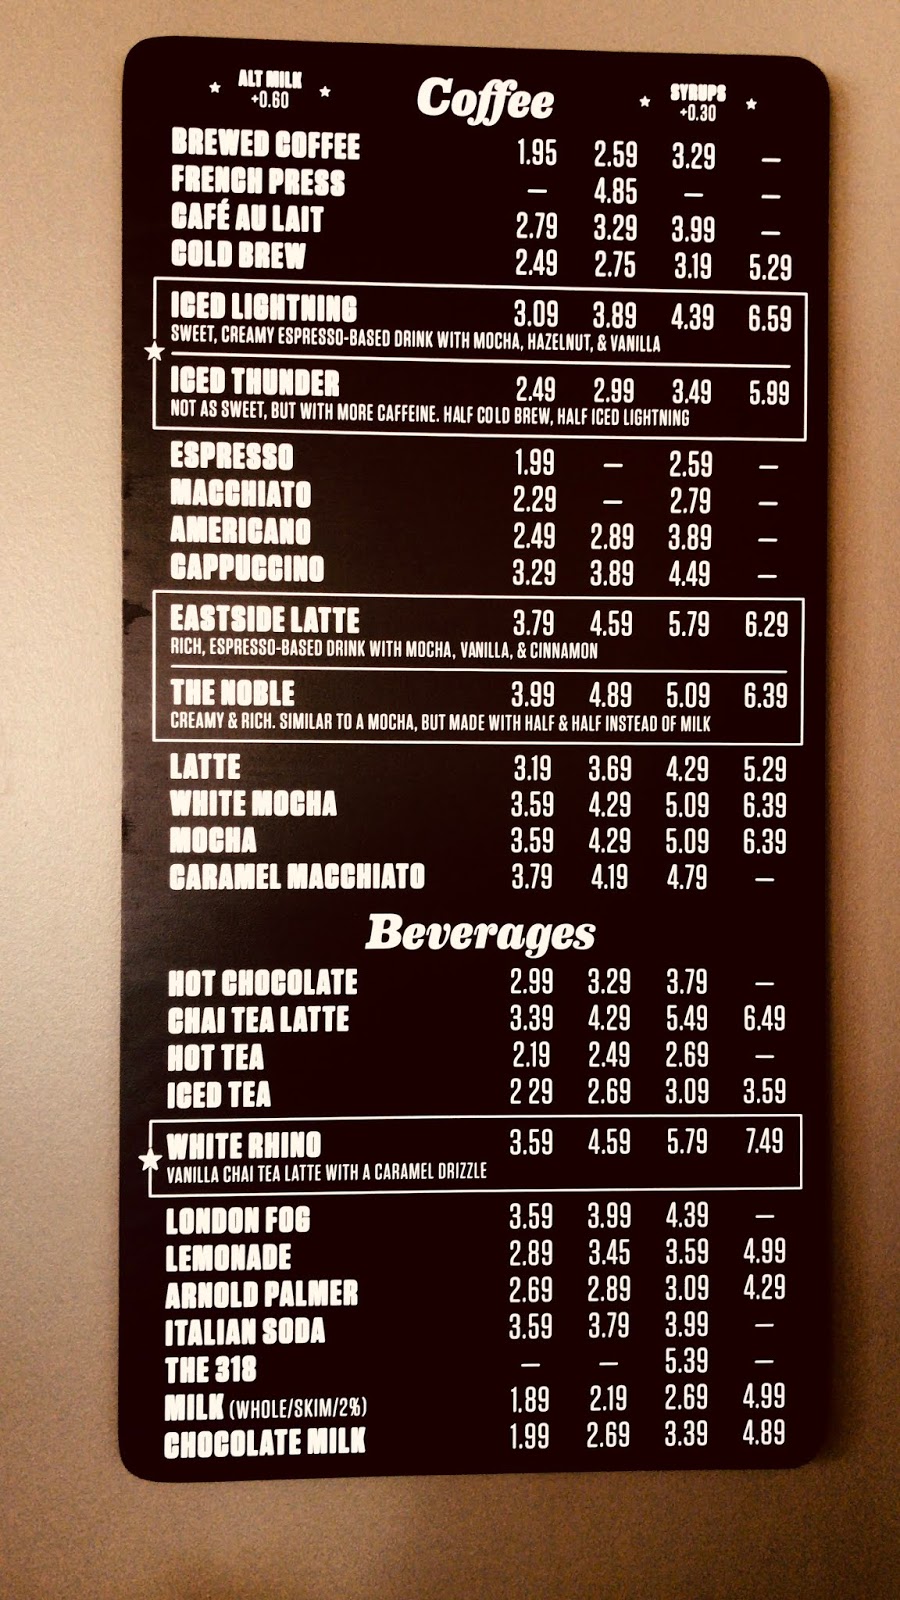 ALT MILK Coffee SYRUPS
+0.60 +0.30
BREWED COFFEE 1.95 2.59 3.29 —
FRENCH PRESS — 4.85 — —
CAFÉ AU LAIT 2.79 3.29 3.99 —
COLD BREW 2.49 2.75 3.19 5.29
ICED LIGHTNING 3.09 3.89 4.39 6.59
SWEET, CREAMY ESPRESSO-BASED DRINK WITH MOCHA, HAZELNUT, & VANILLA
ICED THUNDER 2.49 2.99 3.49 5.99
NOT AS SWEET, BUT WITH MORE CAFFEINE. HALF COLD BREW, HALF ICED LIGHTNING
ESPRESSO 1.99 — 2.59 —
MACCHIATO 2.29 — 2.79 —
AMERICANO 2.49 2.89 3.89 —
CAPPUCCINO 3.29 3.89 4.49 —
EASTSIDE LATTE 3.79 4.59 5.79 6.29
RICH, ESPRESSO-BASED DRINK WITH MOCHA, VANILLA, & CINNAMON
THE NOBLE 3.99 4.89 5.09 6.39
CREAMY & RICH. SIMILAR TO A MOCHA, BUT MADE WITH HALF & HALF INSTEAD OF MILK
LATTE 3.19 3.69 4.29 5.29
WHITE MOCHA 3.59 4.29 5.09 6.39
MOCHA 3.59 4.29 5.09 6.39
CARAMEL MACCHIATO 3.79 4.19 4.79 —
Beverages
HOT CHOCOLATE 2.99 3.29 3.79 —
CHAI TEA LATTE 3.39 4.29 5.49 6.49
HOT TEA 2.19 2.49 2.69 —
ICED TEA 2 29 2.69 3.09 3.59
WHITE RHINO 3.59 4.59 5.79 7.49
VANILLA CHAI TEA LATTE WITH A CARAMEL DRIZZLE
LONDON FOG 3.59 3.99 4.39 —
LEMONADE 2.89 3.45 3.59 4.99
ARNOLD PALMER 2.69 2.89 3.09 4.29
ITALIAN SODA 3.59 3.79 3.99 —
THE 318 — — 5.39 —
MILK (WHOLE/SKIM/2%) 1.89 2.19 2.69 4.99
CHOCOLATE MILK 1.99 2.69 3.39 4.89